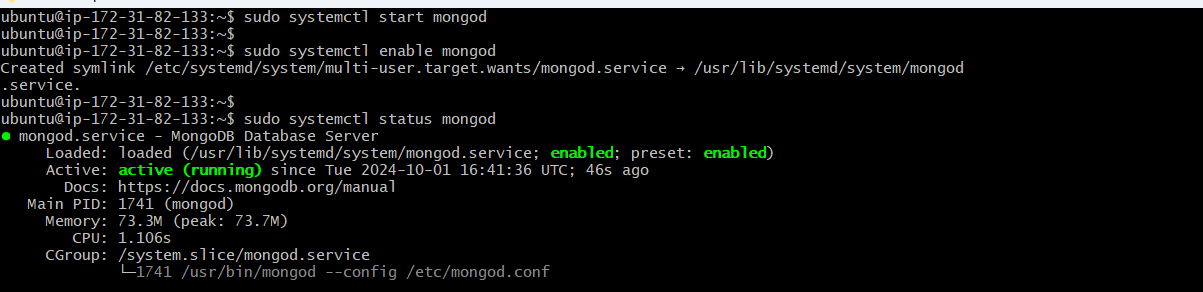 ubuntu@ip-172-31-82-133:~$ sudo systemctl start mongod
ubuntu@ip-172-31-82-133:~$
ubuntu@ip-172-31-82-133:~$ sudo systemctl enable mongod
Created symlink /etc/systemd/system/multi-user.target.wants/mongod.service → /usr/lib/systemd/system/mongod
.service.
ubuntu@ip-172-31-82-133:~$
ubuntu@ip-172-31-82-133:~$ sudo systemctl status mongod
● mongod.service - MongoDB Database Server
     Loaded: loaded (/usr/lib/systemd/system/mongod.service; enabled; preset: enabled)
     Active: active (running) since Tue 2024-10-01 16:41:36 UTC; 46s ago
       Docs: https://docs.mongodb.org/manual
   Main PID: 1741 (mongod)
     Memory: 73.3M (peak: 73.7M)
        CPU: 1.106s
     CGroup: /system.slice/mongod.service
             └─1741 /usr/bin/mongod --config /etc/mongod.conf